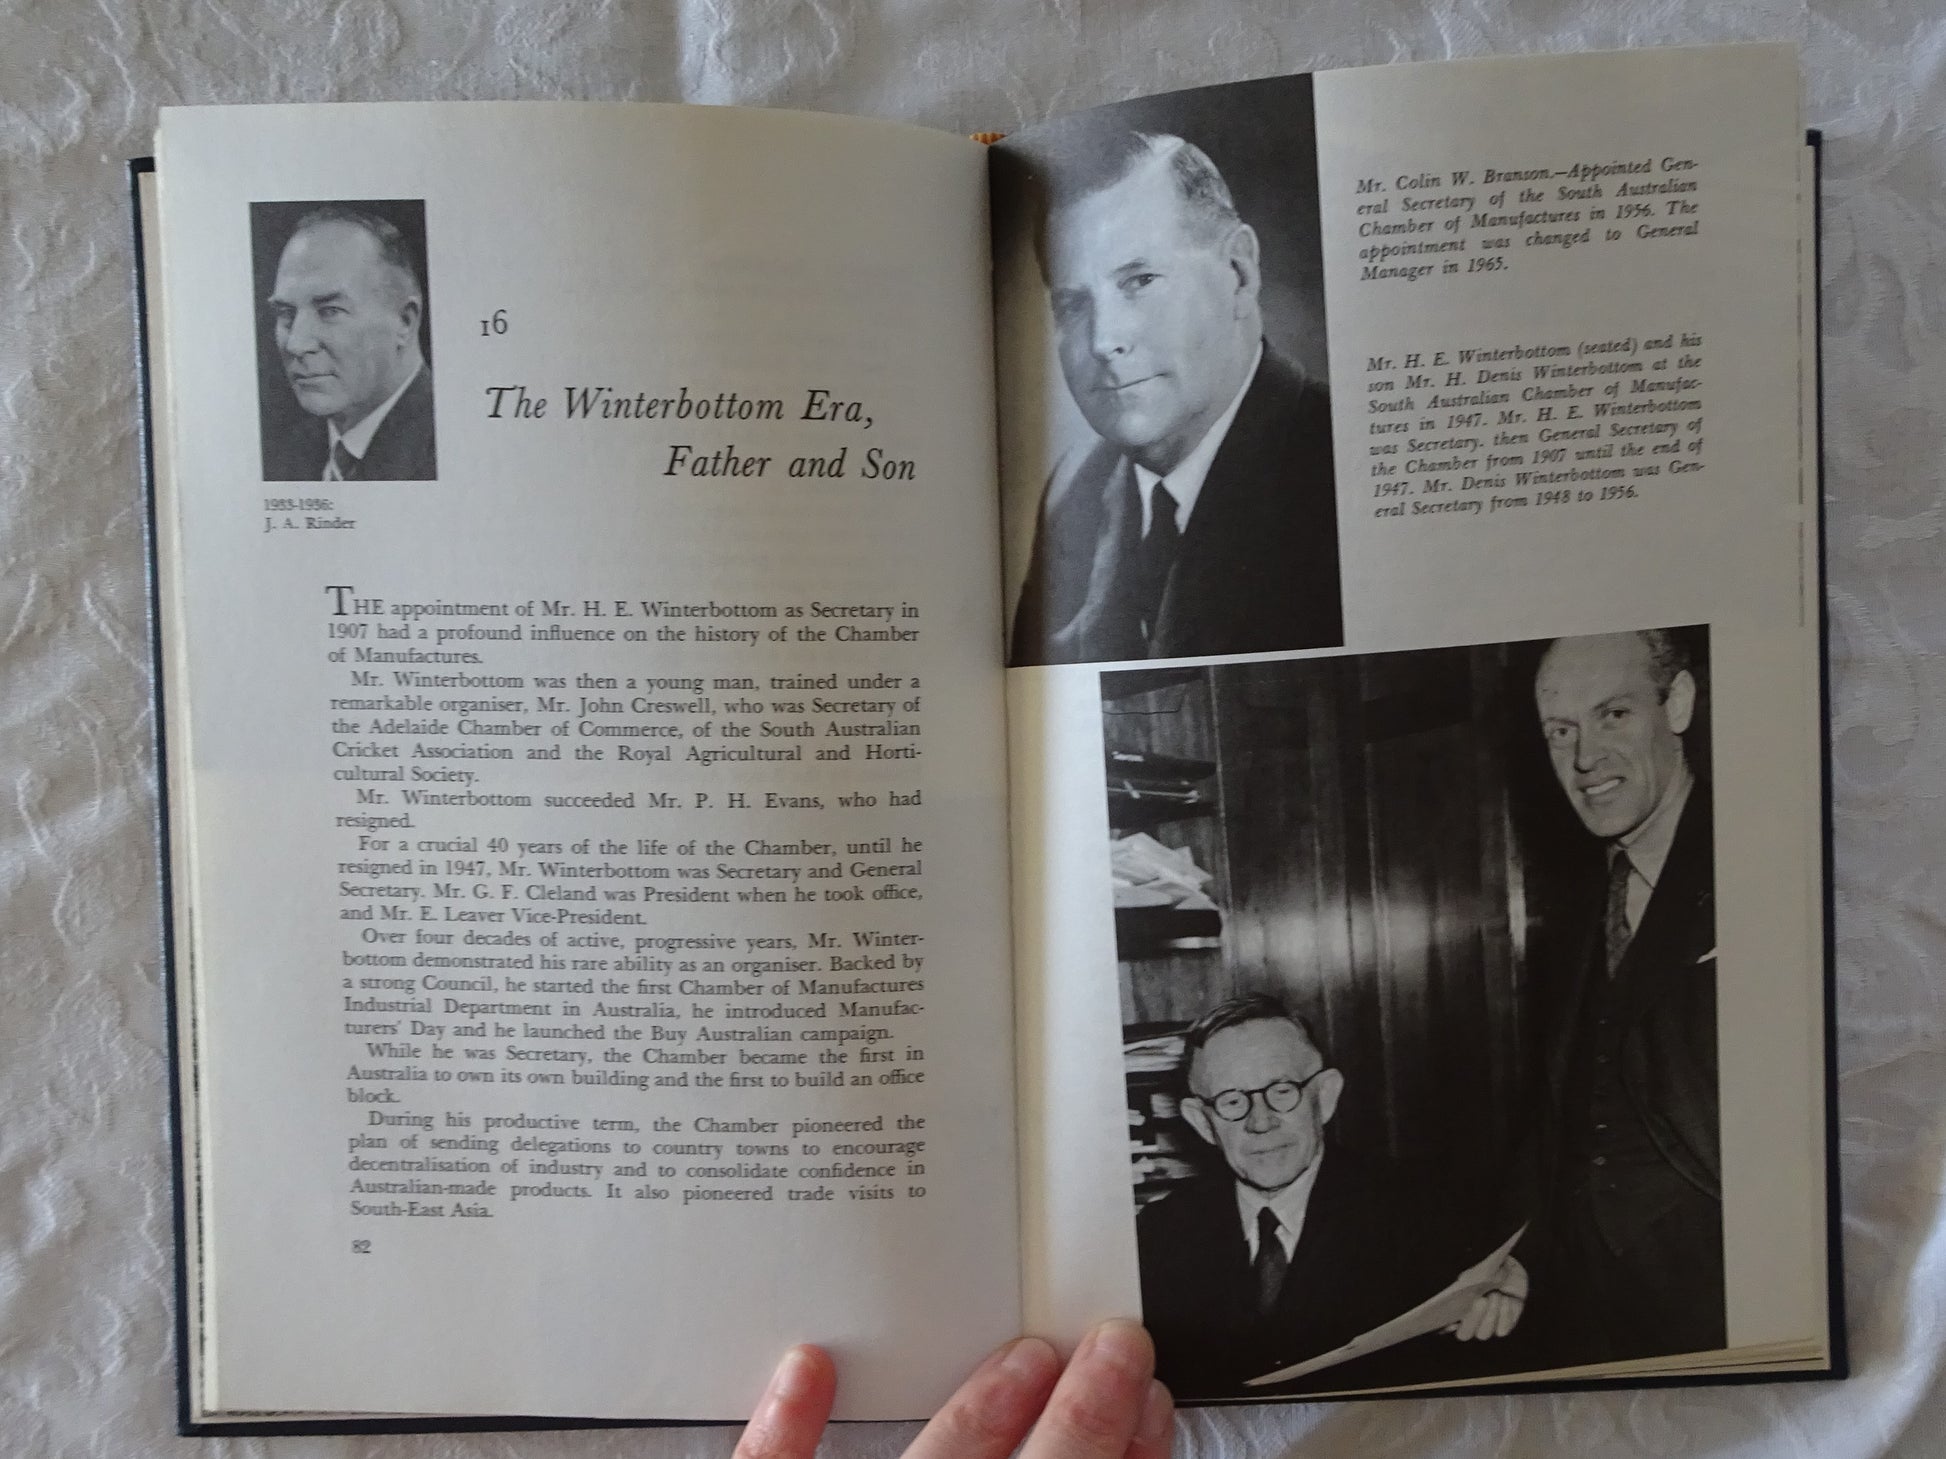 1955-1956:
J. A. Rinder
16
The Winterbottom Era,
Father and Son
THE appointment of Mr. H. E. Winterbottom as Secretary in
1907 had a profound influence on the history of the Chamber
of Manufactures.
Mr. Winterbottom was then a young man, trained under a
remarkable organiser, Mr. John Creswell, who was Secretary of
the Adelaide Chamber of Commerce, of the South Australian
Cricket Association and the Royal Agricultural and Horti-
cultural Society.
Mr. Winterbottom succeeded Mr. P. H. Evans, who had
resigned.
For a crucial 40 years of the life of the Chamber, until he
resigned in 1947, Mr. Winterbottom was Secretary and General
Secretary. Mr. G. F. Cleland was President when he took office,
and Mr. E. Leaver Vice-President.
Over four decades of active, progressive years, Mr. Winter-
bottom demonstrated his rare ability as an organiser. Backed by
a strong Council, he started the first Chamber of Manufactures
Industrial Department in Australia, he introduced Manufac-
turers' Day and he launched the Buy Australian campaign.
While he was Secretary, the Chamber became the first in
Australia to own its own building and the first to build an office
block.
During his productive term, the Chamber pioneered the
plan of sending delegations to country towns to encourage
decentralisation of industry and to consolidate confidence in
Australian-made products. It also pioneered trade visits to
South-East Asia.
82
Mr. Colin W. Branson.—Appointed Gen-
eral Secretary of the South Australian
Chamber of Manufactures in 1956. The
appointment was changed to General
Manager in 1965.
Mr. H. E. Winterbottom (seated) and his
son Mr. H. Denis Winterbottom at the
South Australian Chamber of Manufac-
tures in 1947. Mr. H. E. Winterbottom
was Secretary, then General Secretary of
the Chamber from 1907 until the end of
1947. Mr. Denis Winterbottom was Gen-
eral Secretary from 1948 to 1956.